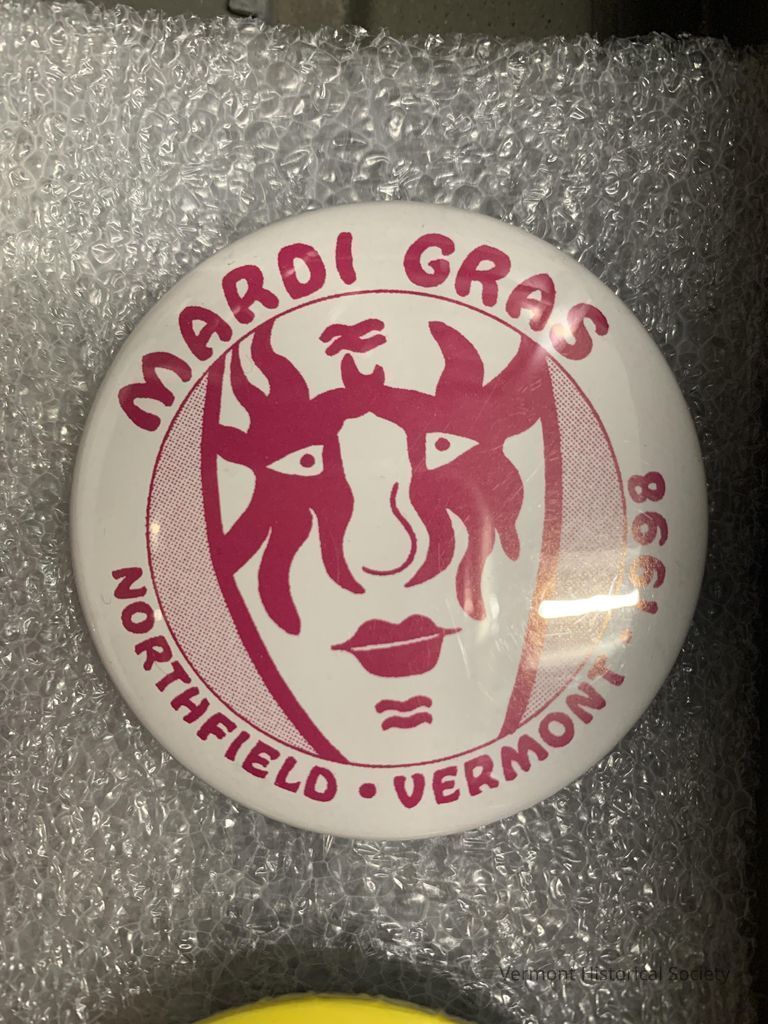 MARDI GRAS
NORTHFIELD • VERMONT • 1998
Vermont Historical Society